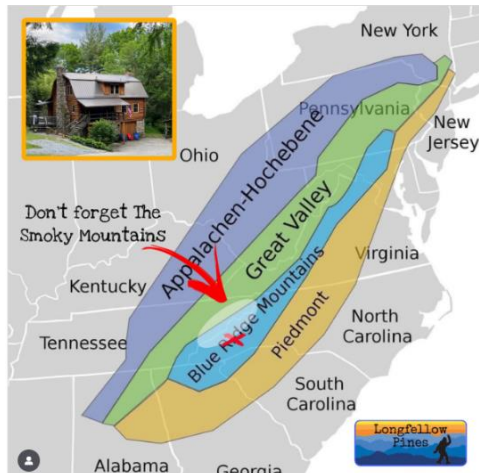 New York
Pennsylvania
New
Jersey
Ohio
Appalachen-Hochebene
Great Valley
Don't forget The
Smoky Mountains
Virginia
Kentucky
Blue Ridge Mountains
Piedmont
North
Carolina
Tennessee
South
Carolina
Longfellow
Pines
Alabama
Georgia